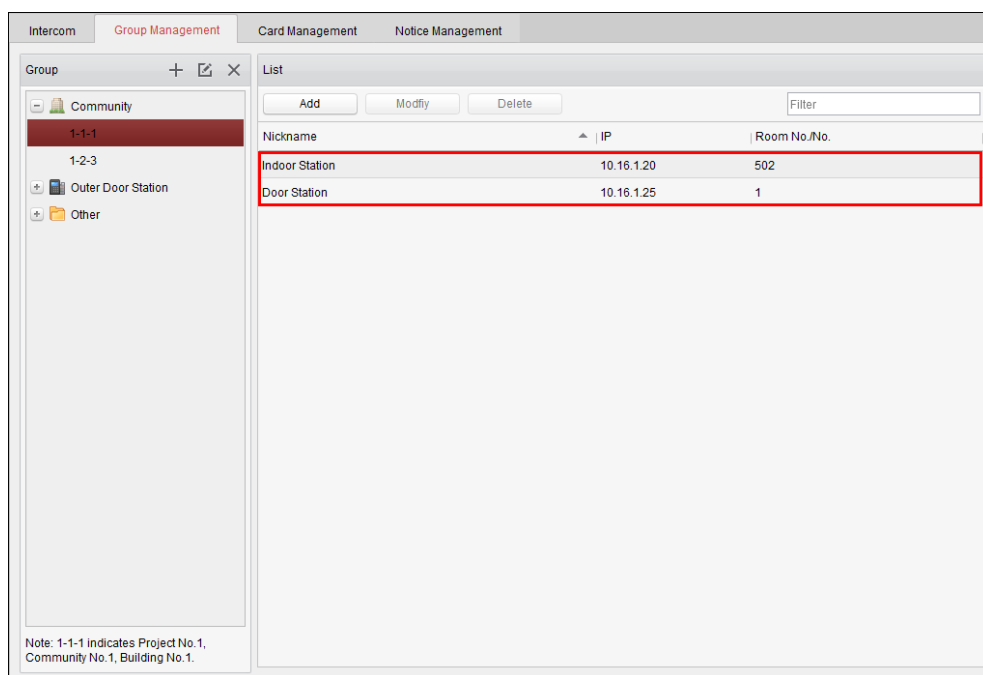 Intercom Group Management Card Management Notice Management
Group
Community
1-1-1
1-2-3
Outer Door Station
Other
Note: 1-1-1 indicates Project No.1,
Community No.1, Building No.1.
List
Add Modfiy Delete Filter
Nickname IP Room No./No.
Indoor Station 10.16.1.20 502
Door Station 10.16.1.25 1